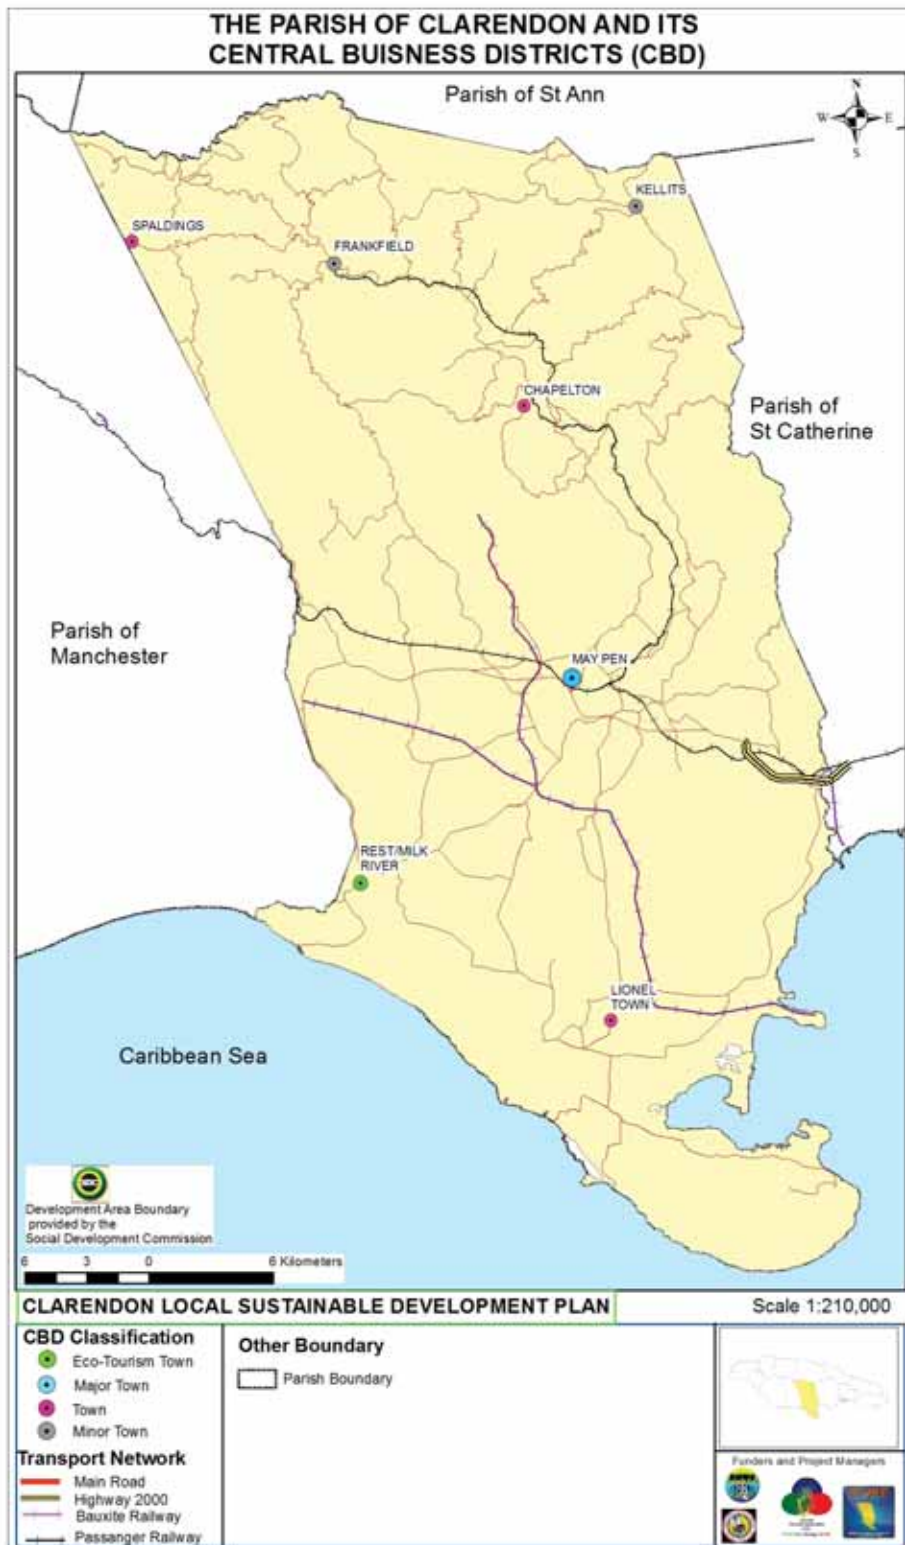 THE PARISH OF CLARENDON AND ITS
CENTRAL BUISNESS DISTRICTS (CBD)
Parish of St Ann
N
W
E
S
KELLITS
SPALDINGS
FRANKFIELD
CHAPELTON
Parish of
St Catherine
Parish of
Manchester
MAY PEN
REST/MILK
RIVER
LIONEL
TOWN
Caribbean Sea
SDC
Development Area Boundary
provided by the
Social Development Commission
6 3 0 6 Kilometers
CLARENDON LOCAL SUSTAINABLE DEVELOPMENT PLAN
Scale 1:210,000
CBD Classification
Eco-Tourism Town
Major Town
Town
Minor Town
Transport Network
Main Road
Highway 2000
Bauxite Railway
Passanger Railway
Other Boundary
Parish Boundary
Funders and Project Managers